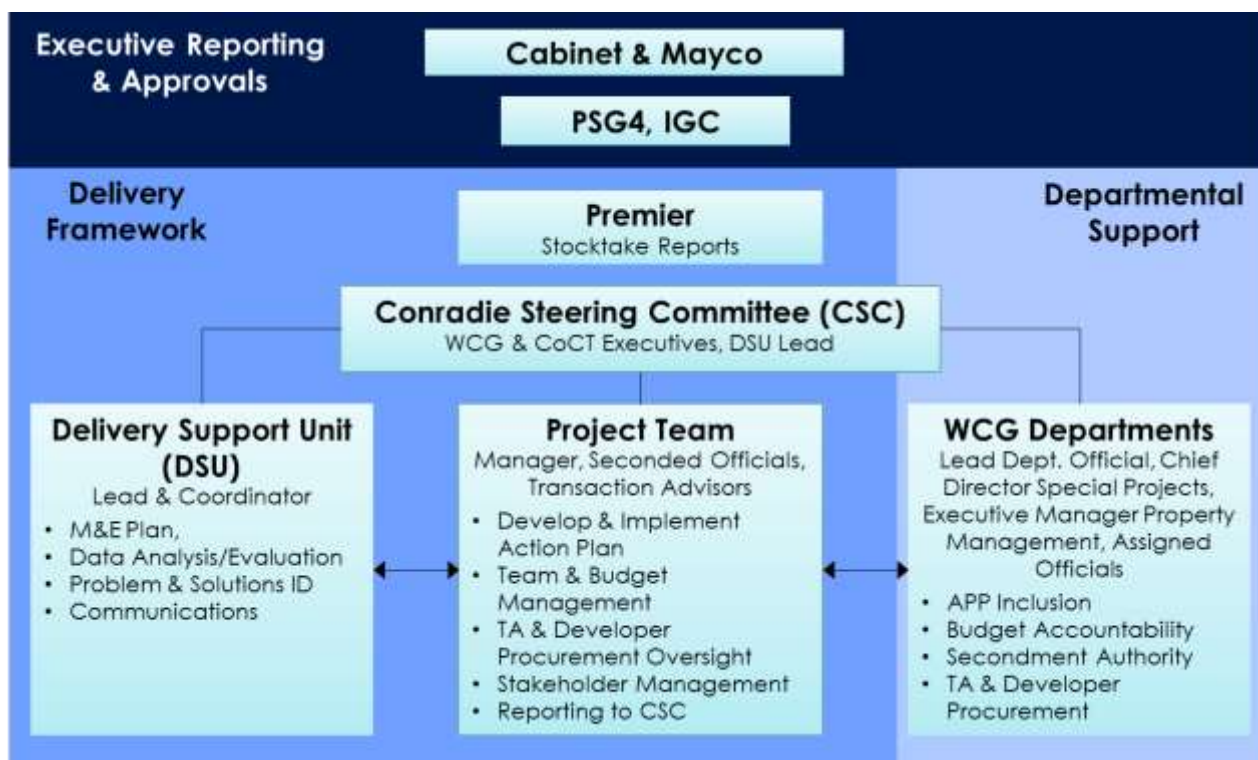 Executive Reporting
& Approvals
Cabinet & Mayco
PSG4, IGC
Delivery
Framework
Premier
Stocktake Reports
Departmental
Support
Conradie Steering Committee (CSC)
WCG & CoCT Executives, DSU Lead
Delivery Support Unit
(DSU)
Lead & Coordinator
• M&E Plan,
• Data Analysis/Evaluation
• Problem & Solutions ID
• Communications
Project Team
Manager, Seconded Officials,
Transaction Advisors
• Develop & Implement
Action Plan
• Team & Budget
Management
• TA & Developer
Procurement Oversight
• Stakeholder Management
• Reporting to CSC
WCG Departments
Lead Dept. Official, Chief
Director Special Projects,
Executive Manager Property
Management, Assigned
Officials
• APP Inclusion
• Budget Accountability
• Secondment Authority
• TA & Developer
Procurement